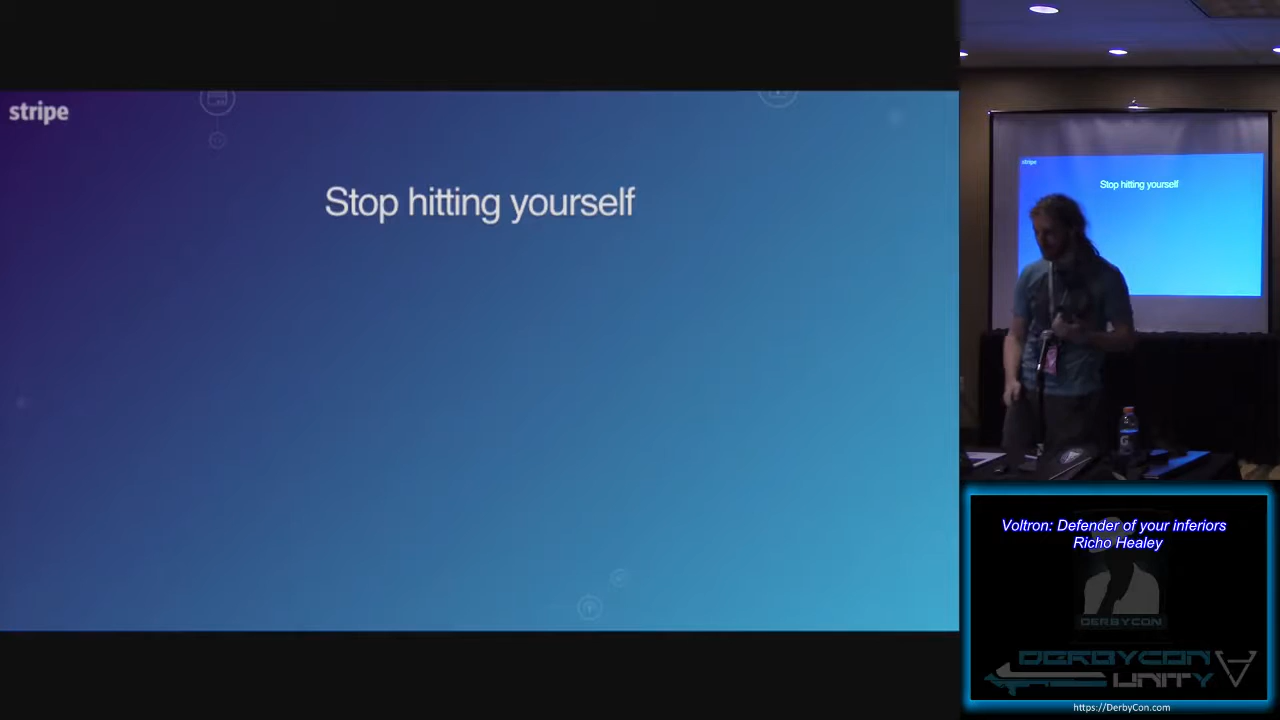 stripe
Stop hitting yourself
stripe
Stop hitting yourself
G
Voltron: Defender of your inferiors
Richo Healey
DERBYCON
DERBYCON
UNITY
https://DerbyCon.com